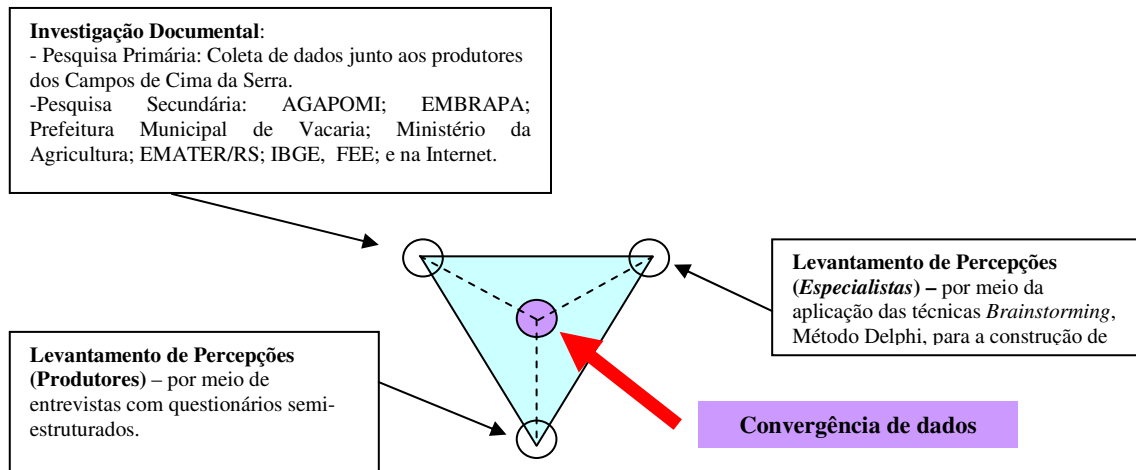 Investigação Documental:
- Pesquisa Primária: Coleta de dados junto aos produtores
dos Campos de Cima da Serra.
-Pesquisa Secundária: AGAPOMI; EMBRAPA;
Prefeitura Municipal de Vacaria; Ministério da
Agricultura; EMATER/RS; IBGE, FEE; e na Internet.
Levantamento de Percepções
(Especialistas) – por meio da
aplicação das técnicas Brainstorming,
Método Delphi, para a construção de
Levantamento de Percepções
(Produtores) – por meio de
entrevistas com questionários semi-
estruturados.
Convergência de dados